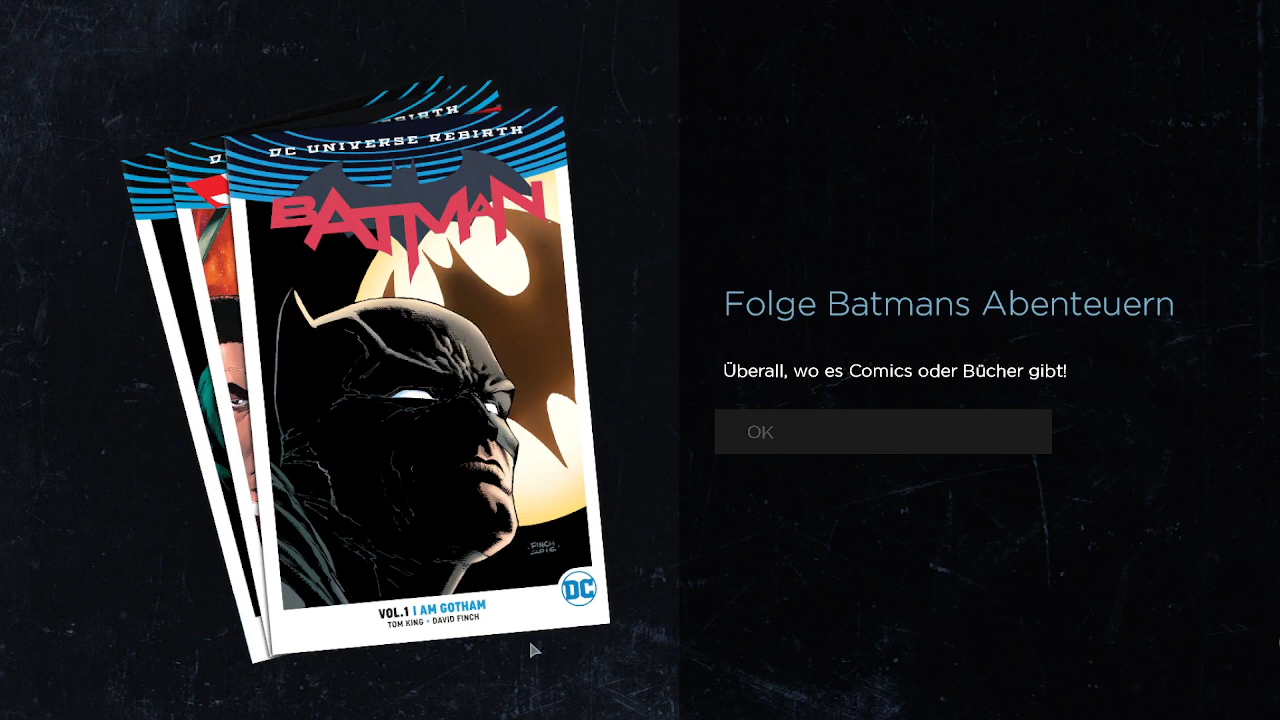 REBIRTH
DC UNIVERSE REBIRTH
BATMAN
FINCH
2016
DC
VOL.1 I AM GOTHAM
TOM KING • DAVID FINCH
Folge Batmans Abenteuern
Überall, wo es Comics oder Bücher gibt!
OK